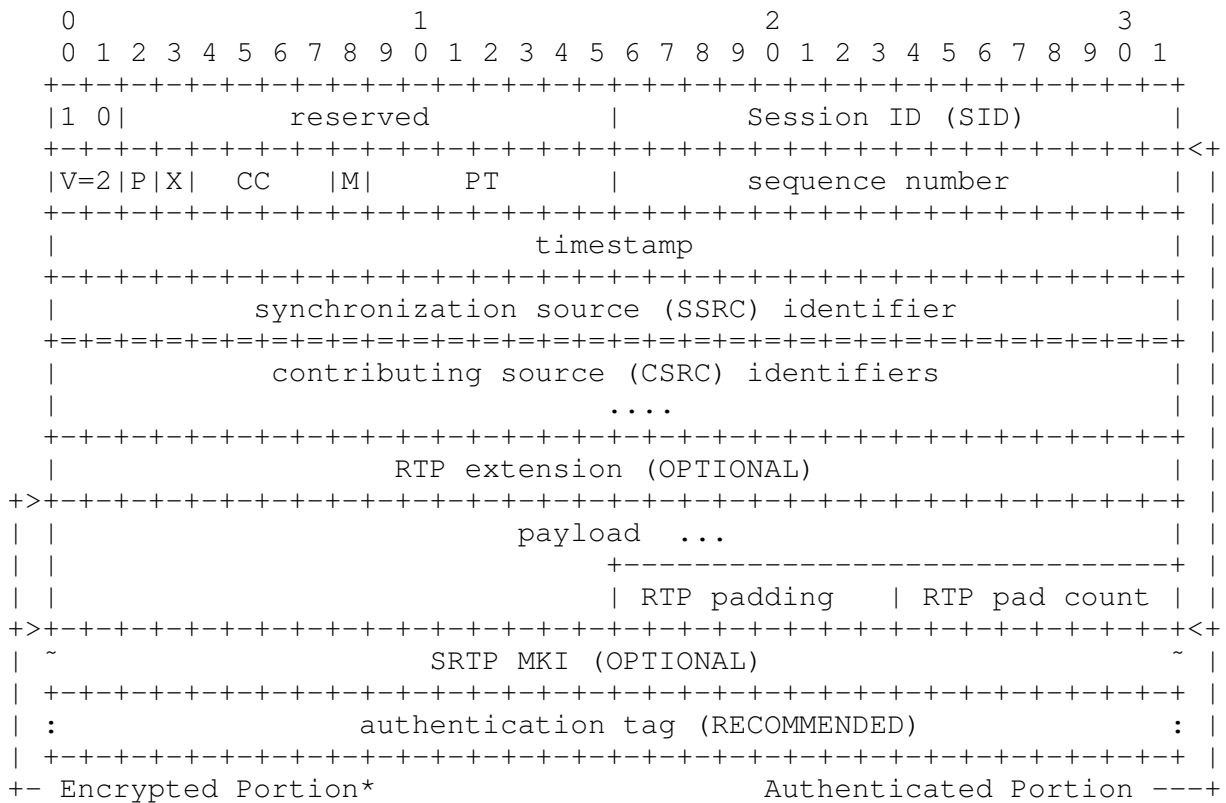 0                   1                   2                   3
    0 1 2 3 4 5 6 7 8 9 0 1 2 3 4 5 6 7 8 9 0 1 2 3 4 5 6 7 8 9 0 1
   +-+-+-+-+-+-+-+-+-+-+-+-+-+-+-+-+-+-+-+-+-+-+-+-+-+-+-+-+-+-+-+-+
   |1 0|         reserved          |       Session ID (SID)        |
   +-+-+-+-+-+-+-+-+-+-+-+-+-+-+-+-+-+-+-+-+-+-+-+-+-+-+-+-+-+-+-+-+<+
   |V=2|P|X|  CC   |M|     PT      |       sequence number         | |
   +-+-+-+-+-+-+-+-+-+-+-+-+-+-+-+-+-+-+-+-+-+-+-+-+-+-+-+-+-+-+-+-+ |
   |                           timestamp                           | |
   +-+-+-+-+-+-+-+-+-+-+-+-+-+-+-+-+-+-+-+-+-+-+-+-+-+-+-+-+-+-+-+-+ |
   |           synchronization source (SSRC) identifier            | |
   +=+=+=+=+=+=+=+=+=+=+=+=+=+=+=+=+=+=+=+=+=+=+=+=+=+=+=+=+=+=+=+=+ |
   |            contributing source (CSRC) identifiers             | |
   |                               ....                            | |
   +-+-+-+-+-+-+-+-+-+-+-+-+-+-+-+-+-+-+-+-+-+-+-+-+-+-+-+-+-+-+-+-+ |
   |                   RTP extension (OPTIONAL)                    | |
 +>+-+-+-+-+-+-+-+-+-+-+-+-+-+-+-+-+-+-+-+-+-+-+-+-+-+-+-+-+-+-+-+-+ |
 | |                          payload  ...                         | |
 | |                               +-------------------------------+ |
 | |                               | RTP padding   | RTP pad count | |
 +>+-+-+-+-+-+-+-+-+-+-+-+-+-+-+-+-+-+-+-+-+-+-+-+-+-+-+-+-+-+-+-+-+<+
 | ~                     SRTP MKI (OPTIONAL)                       ~ |
 | +-+-+-+-+-+-+-+-+-+-+-+-+-+-+-+-+-+-+-+-+-+-+-+-+-+-+-+-+-+-+-+-+ |
 | :                 authentication tag (RECOMMENDED)              : |
 | +-+-+-+-+-+-+-+-+-+-+-+-+-+-+-+-+-+-+-+-+-+-+-+-+-+-+-+-+-+-+-+-+ |
 +- Encrypted Portion*                      Authenticated Portion ---+